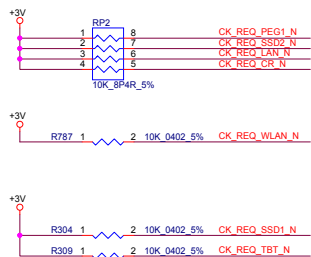 +3V
RP2
1 8 CK_REQ_PEG1_N
2 7 CK_REQ_SSD2_N
3 6 CK_REQ_LAN_N
4 5 CK_REQ_CR_N
10K_8P4R_5%
+3V
R787 1 2 10K_0402_5% CK_REQ_WLAN_N
+3V
R304 1 2 10K_0402_5% CK_REQ_SSD1_N
R309 1 2 10K_0402_5% CK_REQ_TBT_N